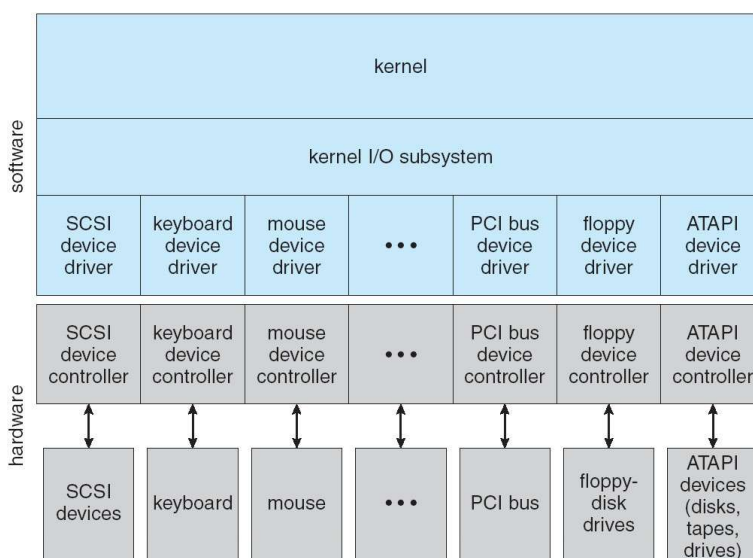 software
kernel
kernel I/O subsystem
SCSI
device
driver
keyboard
device
driver
mouse
device
driver
•••
PCI bus
device
driver
floppy
device
driver
ATAPI
device
driver
hardware
SCSI
device
controller
keyboard
device
controller
mouse
device
controller
•••
PCI bus
device
controller
floppy
device
controller
ATAPI
device
controller
SCSI
devices
keyboard
mouse
•••
PCI bus
floppy-
disk
drives
ATAPI
devices
(disks,
tapes,
drives)